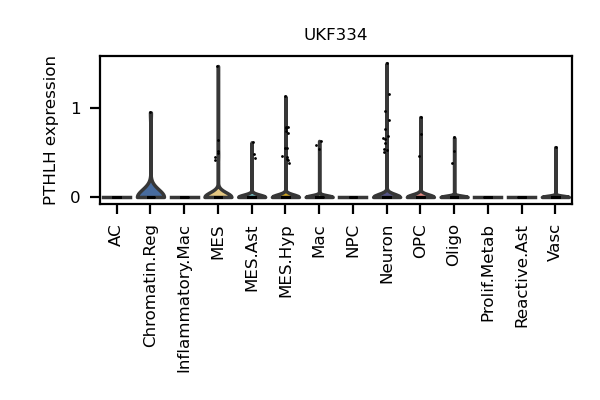 UKF334
PTHLH expression
1
0
AC
Chromatin.Reg
Inflammatory.Mac
MES
MES.Ast
MES.Hyp
Mac
NPC
Neuron
OPC
Oligo
Prolif.Metab
Reactive.Ast
Vasc